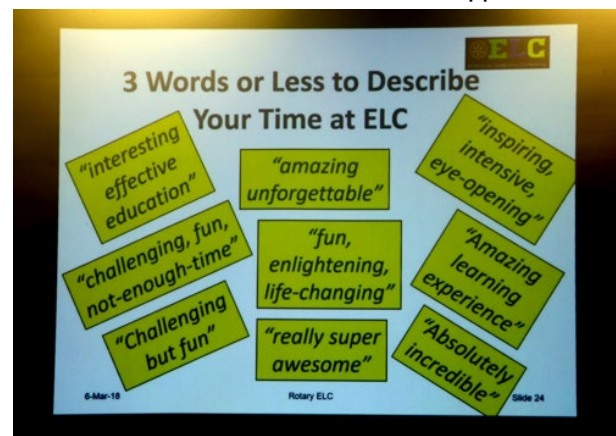 ELC
3 Words or Less to Describe
Your Time at ELC
"interesting
effective
education"
"amazing
unforgettable"
"inspiring,
intensive,
eye-opening"
"challenging, fun,
not-enough-time"
"fun,
enlightening,
life-changing"
"Amazing
learning
experience"
"Challenging
but fun"
"really super
awesome"
"Absolutely
incredible"
6-Mar-18
Rotary ELC
Slide 24